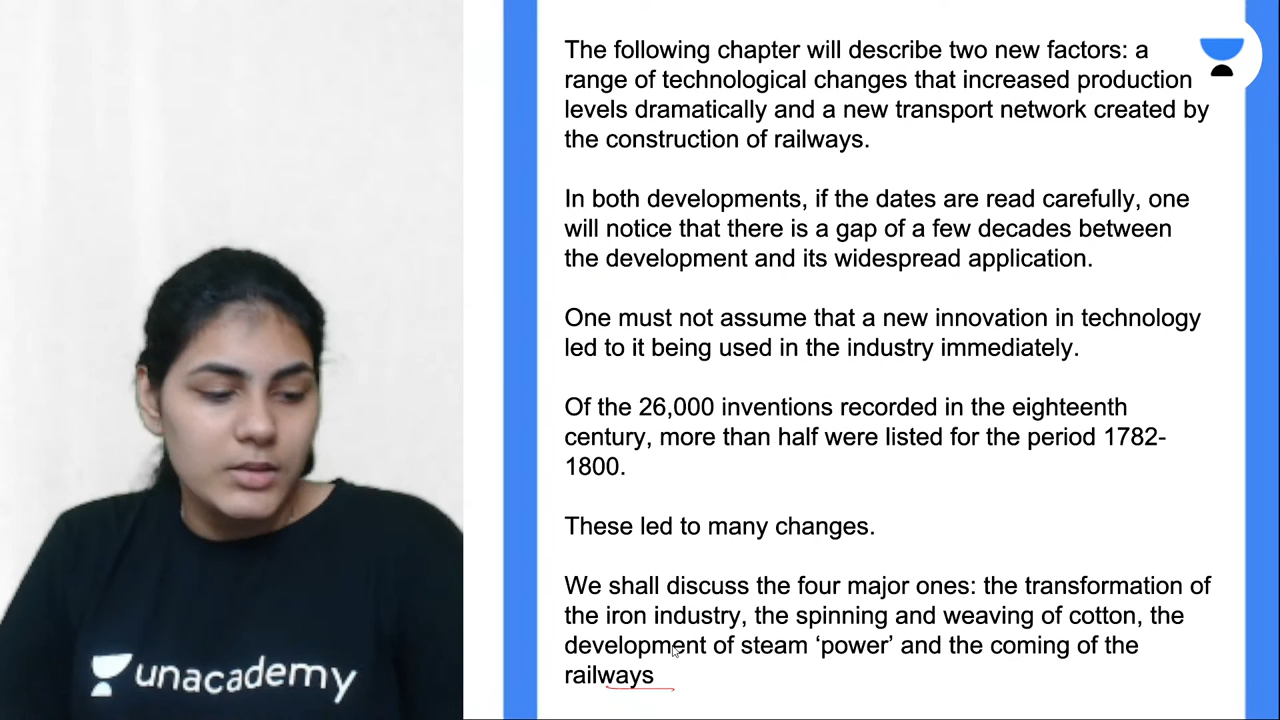 The following chapter will describe two new factors: a
range of technological changes that increased production
levels dramatically and a new transport network created by
the construction of railways.
In both developments, if the dates are read carefully, one
will notice that there is a gap of a few decades between
the development and its widespread application.
One must not assume that a new innovation in technology
led to it being used in the industry immediately.
Of the 26,000 inventions recorded in the eighteenth
century, more than half were listed for the period 1782-
1800.
These led to many changes.
We shall discuss the four major ones: the transformation of
the iron industry, the spinning and weaving of cotton, the
development of steam ‘power’ and the coming of the
railways
unacademy